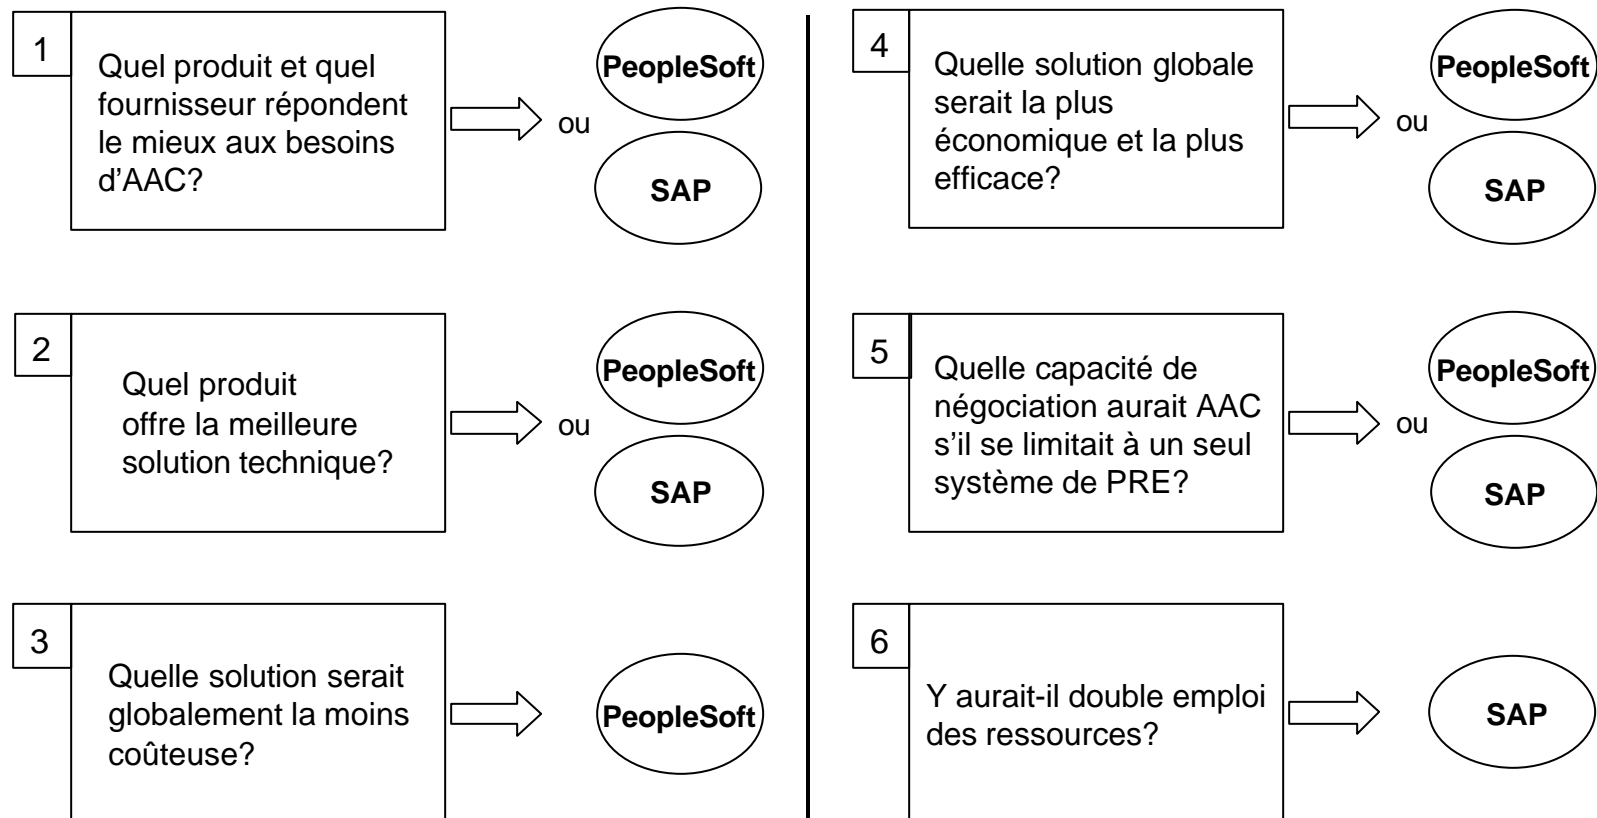 1
Quel produit et quel
fournisseur répondent
le mieux aux besoins
d'AAC?
PeopleSoft
ou
SAP
2
Quel produit
offre la meilleure
solution technique?
PeopleSoft
ou
SAP
3
Quelle solution serait
globalement la moins
coûteuse?
PeopleSoft
4
Quelle solution globale
serait la plus
économique et la plus
efficace?
PeopleSoft
ou
SAP
5
Quelle capacité de
négociation aurait AAC
s'il se limitait à un seul
système de PRE?
PeopleSoft
ou
SAP
6
Y aurait-il double emploi
des ressources?
SAP